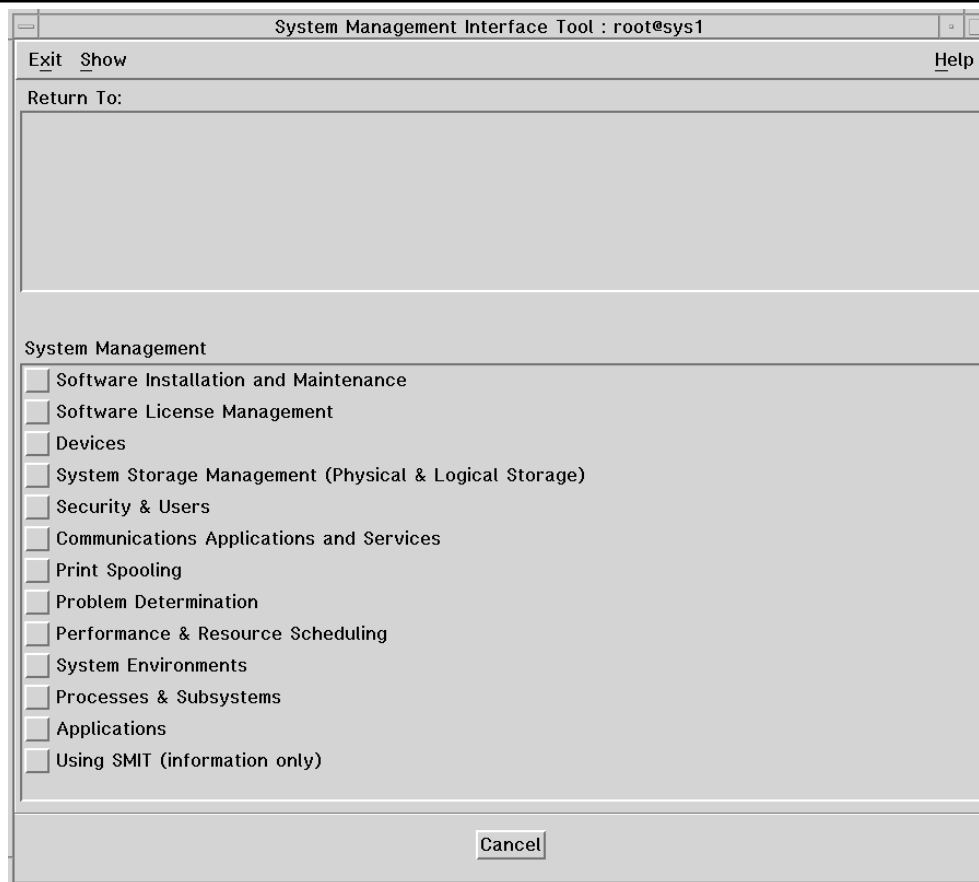 System Management Interface Tool : root@sys1
Exit Show Help
Return To:
System Management
Software Installation and Maintenance
Software License Management
Devices
System Storage Management (Physical & Logical Storage)
Security & Users
Communications Applications and Services
Print Spooling
Problem Determination
Performance & Resource Scheduling
System Environments
Processes & Subsystems
Applications
Using SMIT (information only)
Cancel